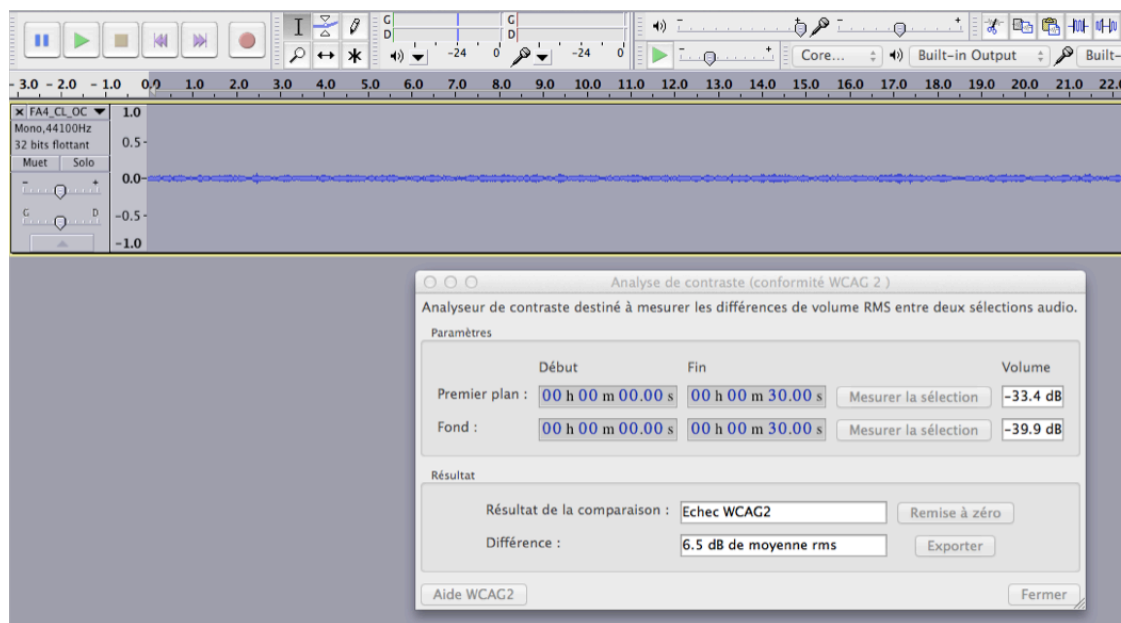 G
D
-24 0
G
D
-24 0
Core...
Built-in Output
Built-
- 3.0 - 2.0 - 1.0 0.0 1.0 2.0 3.0 4.0 5.0 6.0 7.0 8.0 9.0 10.0 11.0 12.0 13.0 14.0 15.0 16.0 17.0 18.0 19.0 20.0 21.0 22.0
FA4_CL_OC
Mono,44100Hz
32 bits flottant
Muet Solo
- +
G D
1.0
0.5-
0.0-
-0.5-
-1.0
Analyse de contraste (conformité WCAG 2 )
Analyseur de contraste destiné à mesurer les différences de volume RMS entre deux sélections audio.
Paramètres
Début Fin Volume
Premier plan : 00 h 00 m 00.00 s 00 h 00 m 30.00 s Mesurer la sélection -33.4 dB
Fond : 00 h 00 m 00.00 s 00 h 00 m 30.00 s Mesurer la sélection -39.9 dB
Résultat
Résultat de la comparaison : Echec WCAG2 Remise à zéro
Différence : 6.5 dB de moyenne rms Exporter
Aide WCAG2 Fermer